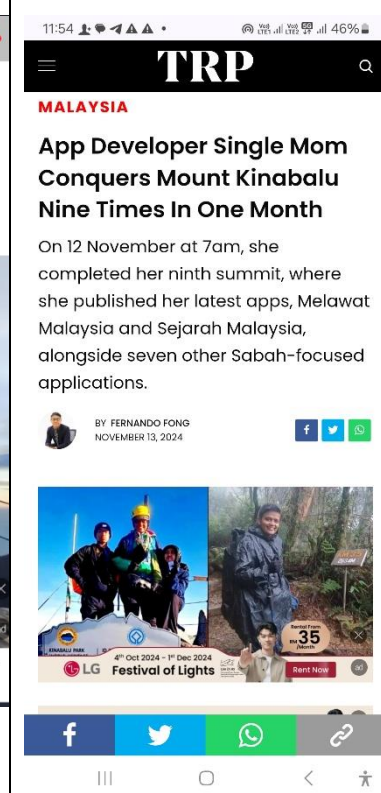 11:54
46%
TRP
MALAYSIA
App Developer Single Mom
Conquers Mount Kinabalu
Nine Times In One Month
On 12 November at 7am, she
completed her ninth summit, where
she published her latest apps, Melawat
Malaysia and Sejarah Malaysia,
alongside seven other Sabah-focused
applications.
BY FERNANDO FONG
NOVEMBER 13, 2024
KINABALU PARK
Rental From
RM 35
/Month
LG
4th Oct 2024 – 1st Dec 2024
Festival of Lights
Rent Now
ad